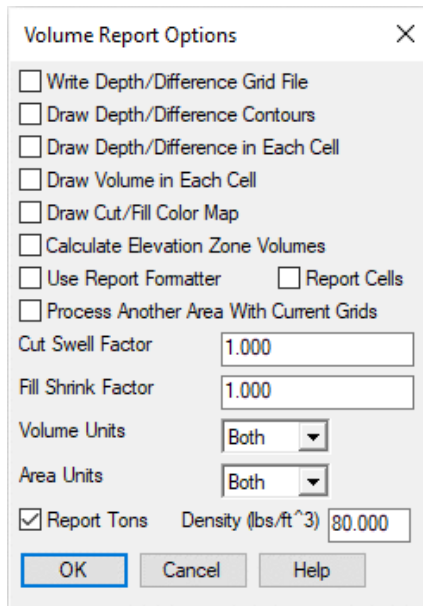 Volume Report Options
Write Depth/Difference Grid File
Draw Depth/Difference Contours
Draw Depth/Difference in Each Cell
Draw Volume in Each Cell
Draw Cut/Fill Color Map
Calculate Elevation Zone Volumes
Use Report Formatter Report Cells
Process Another Area With Current Grids
Cut Swell Factor 1.000
Fill Shrink Factor 1.000
Volume Units Both
Area Units Both
Report Tons Density (lbs/ft^3) 80.000
OK Cancel Help